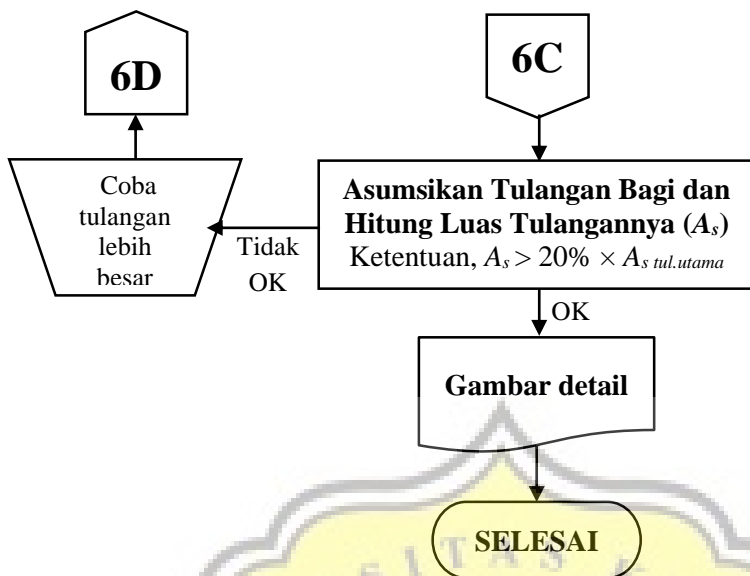 6D
6C
Coba
tulangan
lebih
besar
Tidak
OK
Asumsikan Tulangan Bagi dan
Hitung Luas Tulangannya (As)
Ketentuan, As > 20% × As tul.utama
OK
Gambar detail
SELESAI
I T A S